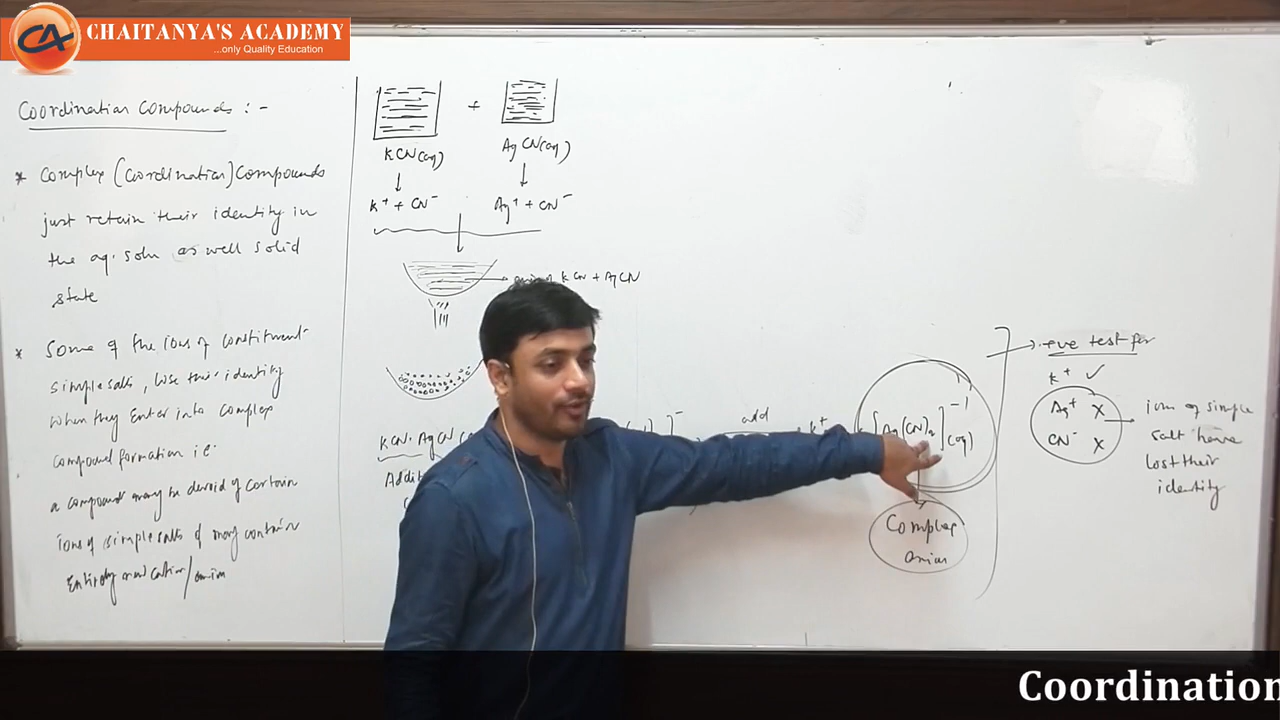 CHAITANYA'S ACADEMY
...only Quality Education
CA
Coordination Compounds : -
* Complex (Coordination) Compounds
just retain their identity in
the aq. soln as well solid
state
* Some of the ions of constituent
simple salts, lose their identity
when they Enter into Complex
Compound formation i.e.
a compound may be devoid of certain
ions of simple salts & may contain
Entirely new cation/anion
+
KCN(aq)
AgCN(aq)
↓ ↓
K⁺ + CN⁻
Ag⁺ + CN⁻
of KCN + AgCN
KCN·AgCN
Addit
]⁻
add
K⁺
[Ag(CN)₂]⁻¹(aq)
Complex
anion
→ -eve test for
K⁺ ✓
Ag⁺ X
CN⁻ X
ions of simple
salt have
lost their
identity
Coordination